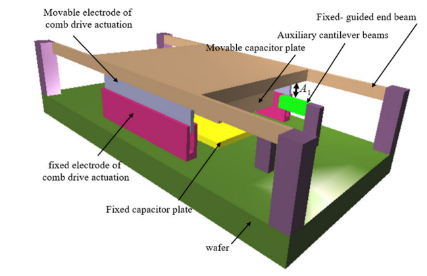 Movable electrode of
comb drive actuation
Fixed- guided end beam
Auxiliary cantilever beams
Movable capacitor plate
A1
fixed electrode of
comb drive actuation
Fixed capacitor plate
wafer